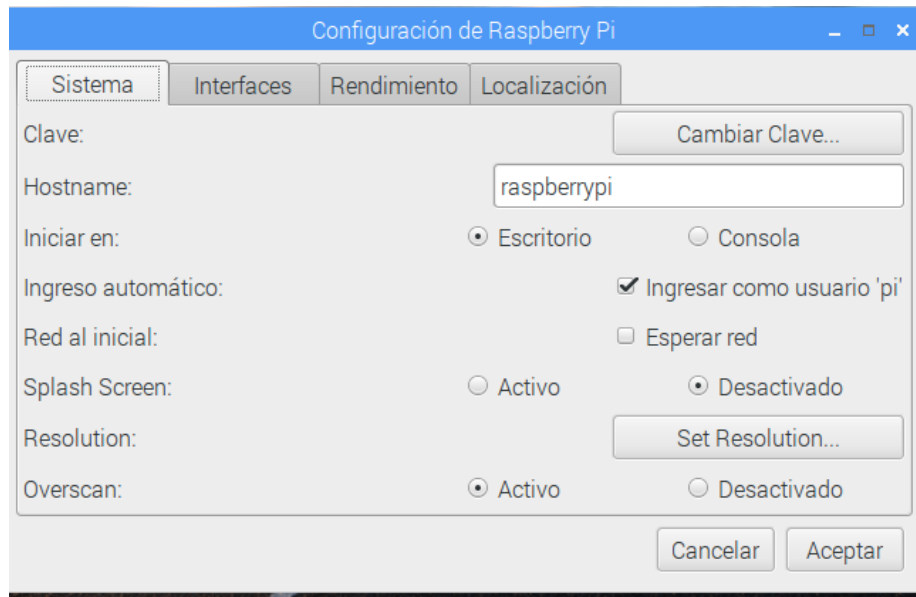 Configuración de Raspberry Pi
Sistema Interfaces Rendimiento Localización
Clave: Cambiar Clave...
Hostname: raspberrypi
Iniciar en: Escritorio Consola
Ingreso automático: Ingresar como usuario 'pi'
Red al inicial: Esperar red
Splash Screen: Activo Desactivado
Resolution: Set Resolution...
Overscan: Activo Desactivado
Cancelar Aceptar